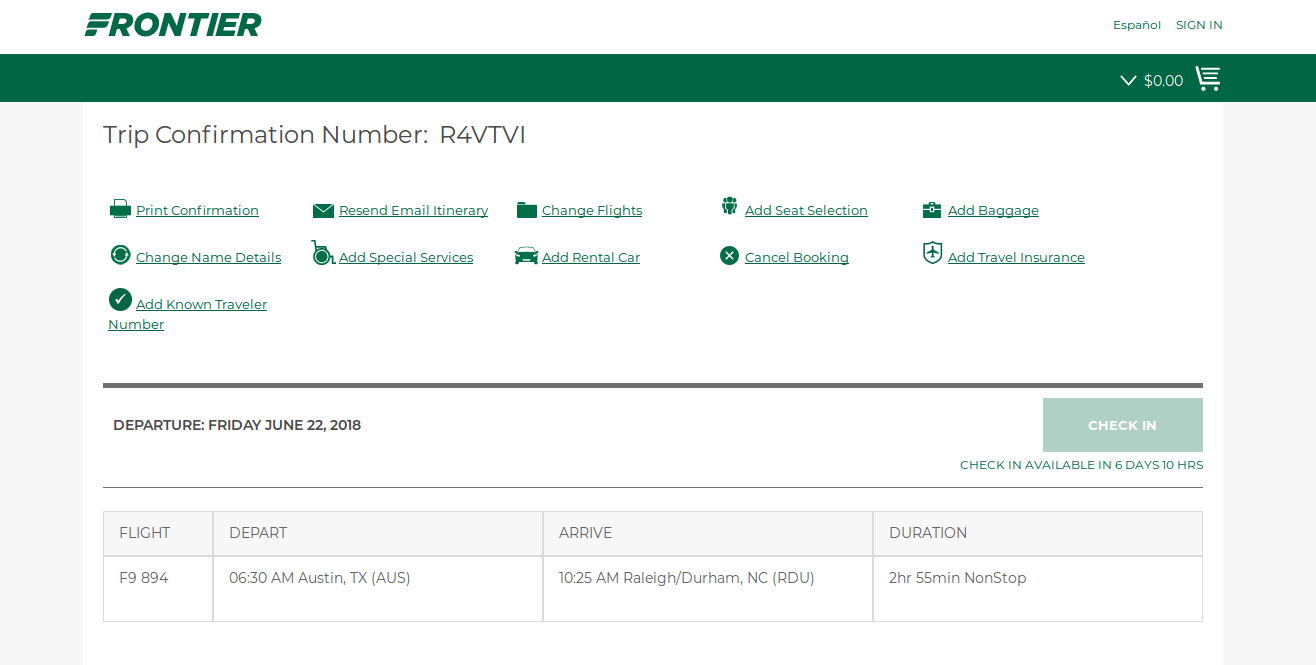 FRONTIER
Español SIGN IN
$0.00
Trip Confirmation Number: R4VTVI
Print Confirmation Resend Email Itinerary Change Flights Add Seat Selection Add Baggage
Change Name Details Add Special Services Add Rental Car Cancel Booking Add Travel Insurance
Add Known Traveler
Number
DEPARTURE: FRIDAY JUNE 22, 2018 CHECK IN
CHECK IN AVAILABLE IN 6 DAYS 10 HRS
FLIGHT DEPART ARRIVE DURATION
F9 894 06:30 AM Austin, TX (AUS) 10:25 AM Raleigh/Durham, NC (RDU) 2hr 55min NonStop